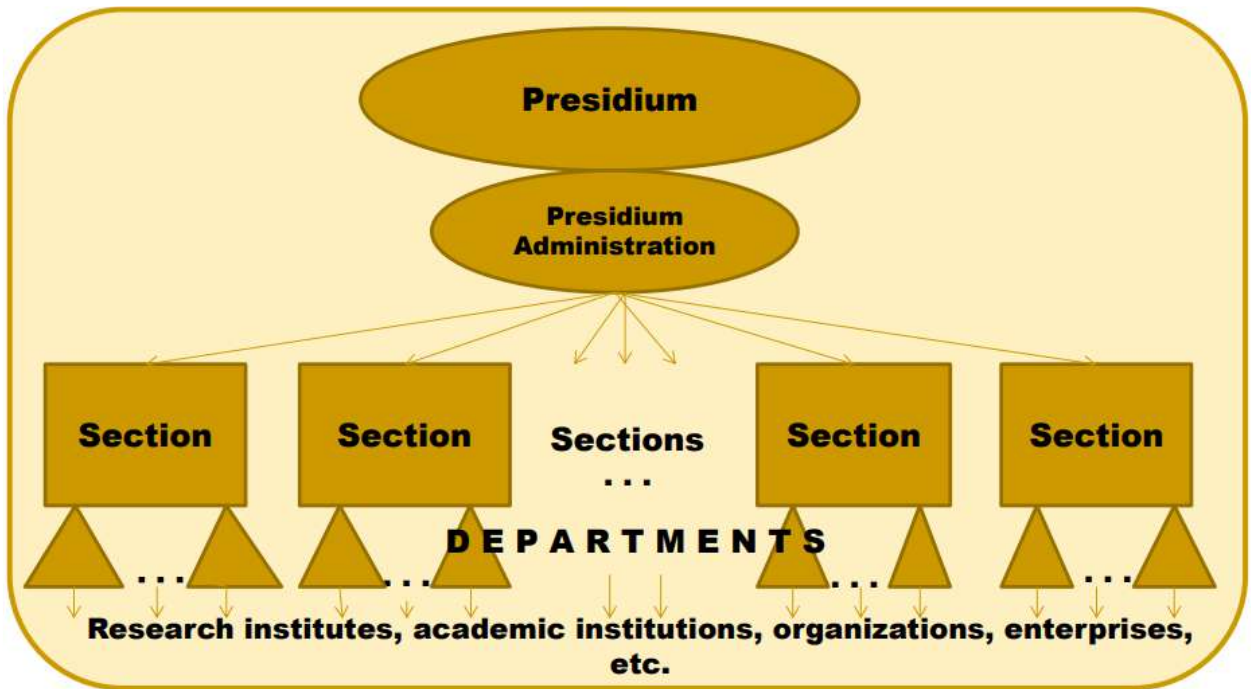 Presidium
Presidium
Administration
Section
Section
Sections
...
Section
Section
DEPARTMENTS
... ... ... ...
Research institutes, academic institutions, organizations, enterprises,
etc.